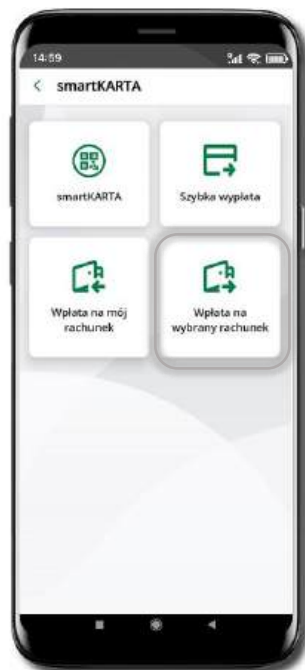 14:59
smartKARTA
smartKARTA
Szybka wypłata
Wpłata na mój
rachunek
Wpłata na
wybrany rachunek